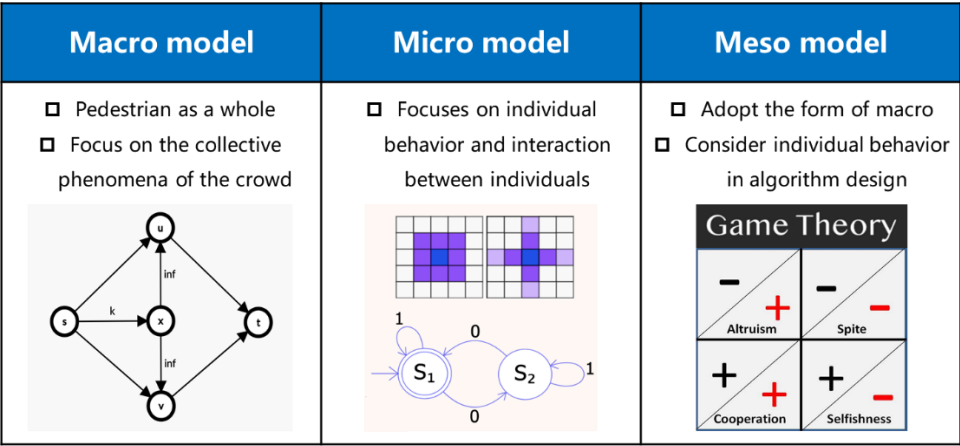 Macro model
Micro model
Meso model
Pedestrian as a whole
Focus on the collective
phenomena of the crowd
Focuses on individual
behavior and interaction
between individuals
Adopt the form of macro
Consider individual behavior
in algorithm design
u
inf
s
k
x
t
inf
v
1
0
S1
S2
1
0
Game Theory
-
+
Altruism
-
-
Spite
+
+
Cooperation
+
-
Selfishness